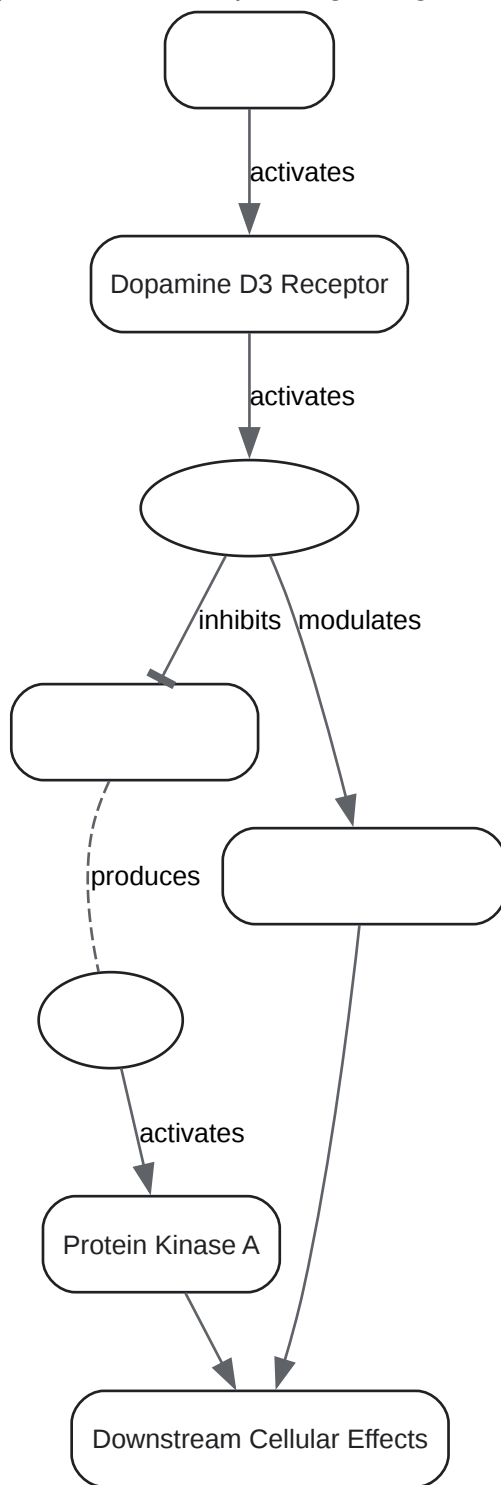 activates
Dopamine D3 Receptor
activates
inhibits
modulates
produces
activates
Protein Kinase A
Downstream Cellular Effects